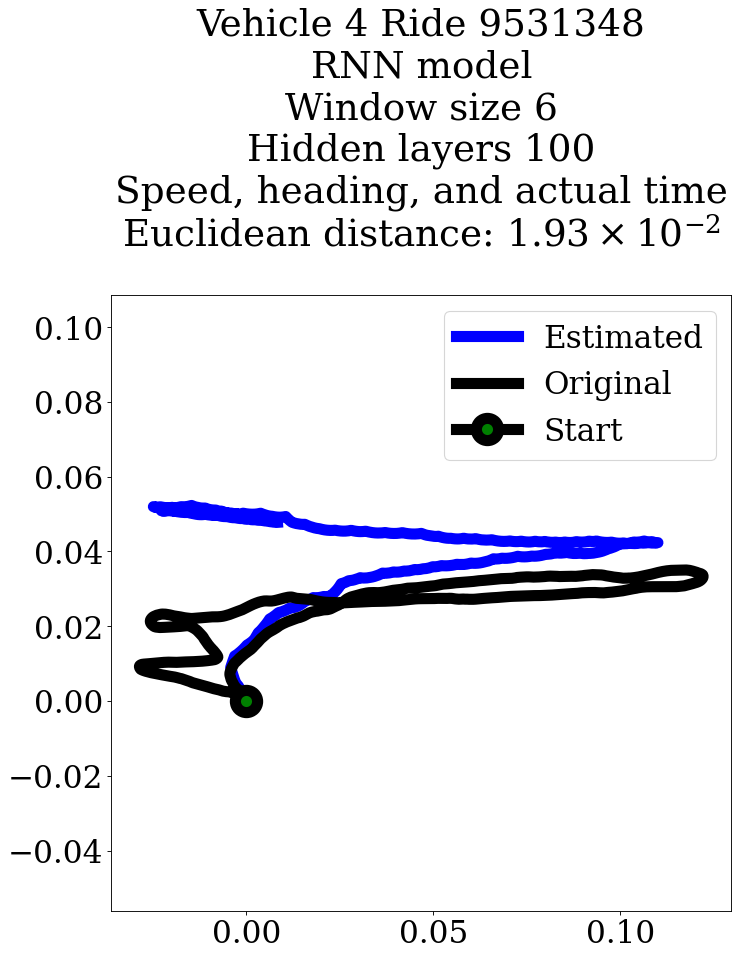 Vehicle 4 Ride 9531348
RNN model
Window size 6
Hidden layers 100
Speed, heading, and actual time
Euclidean distance: 1.93 × 10⁻²
Estimated
Original
Start
0.10
0.08
0.06
0.04
0.02
0.00
−0.02
−0.04
0.00 0.05 0.10